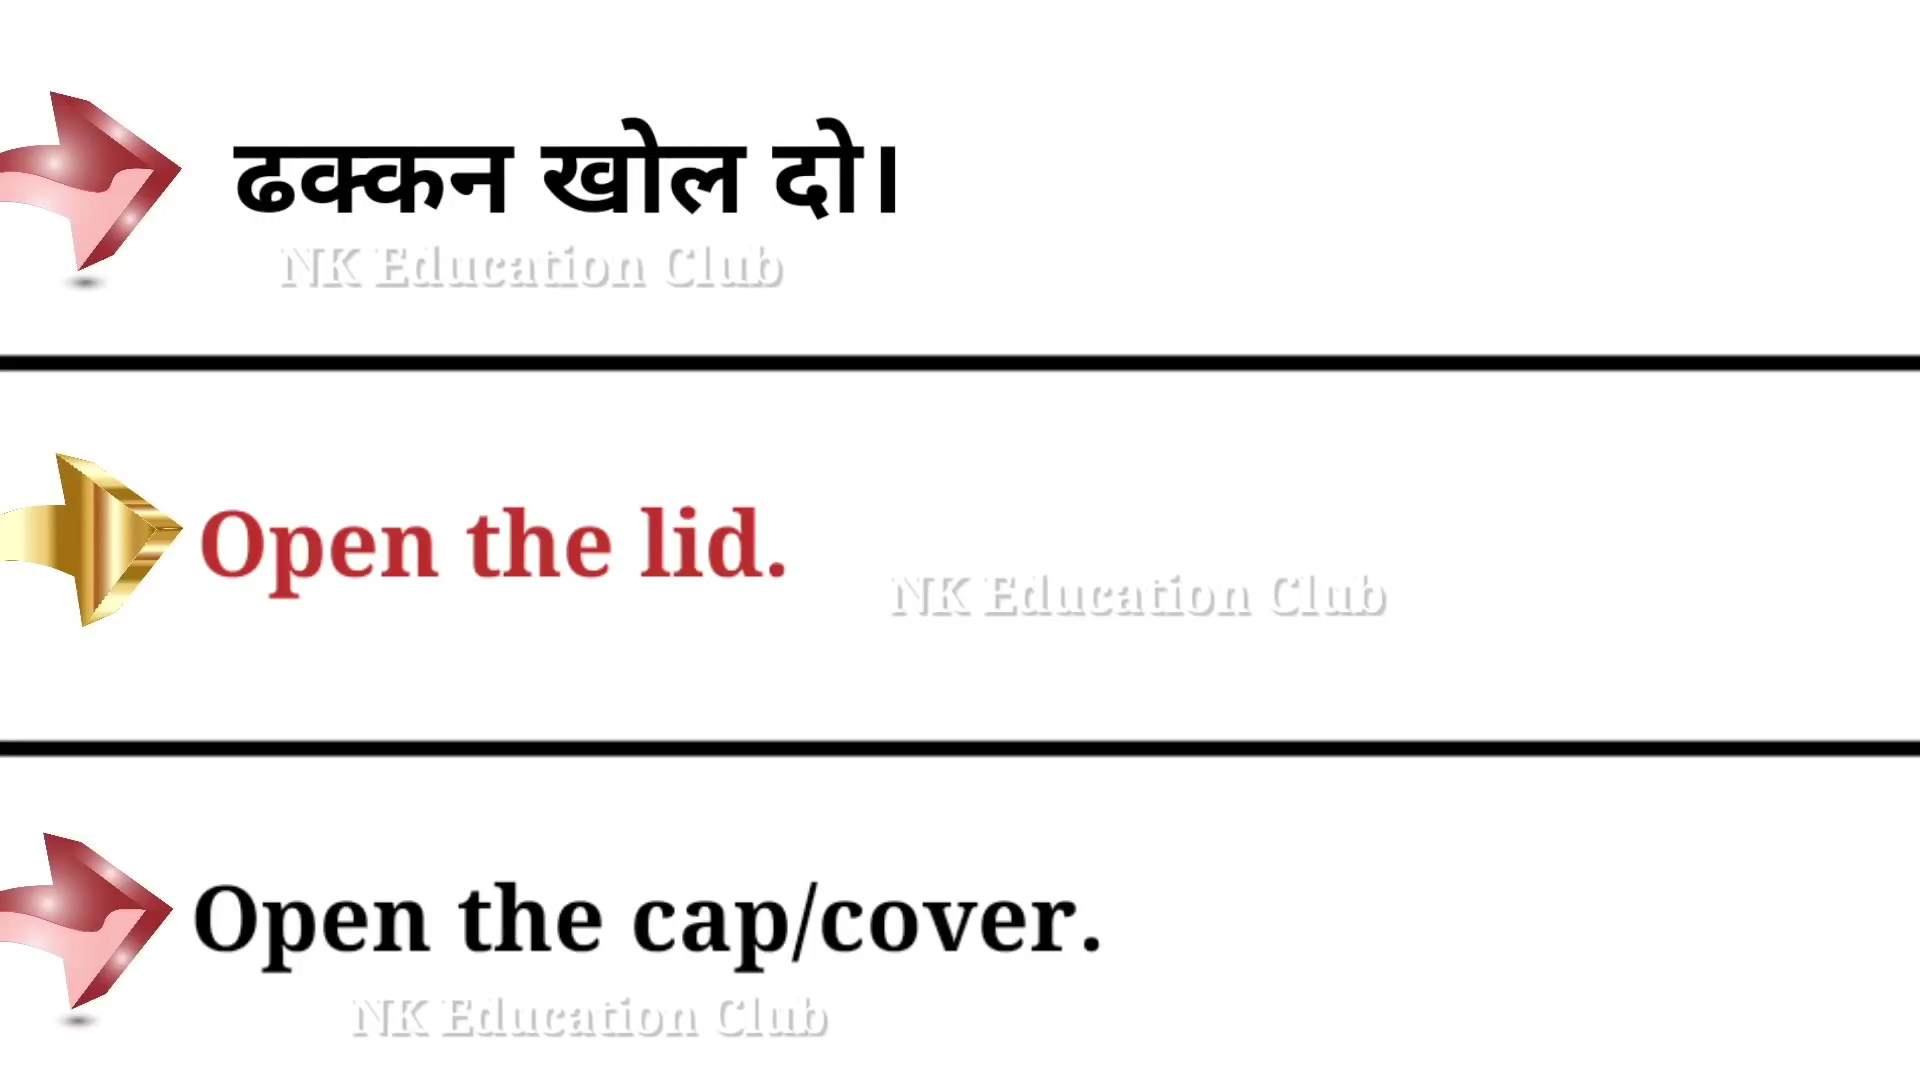 ढक्कन खोल दो।
NK Education Club
Open the lid.
NK Education Club
Open the cap/cover.
NK Education Club